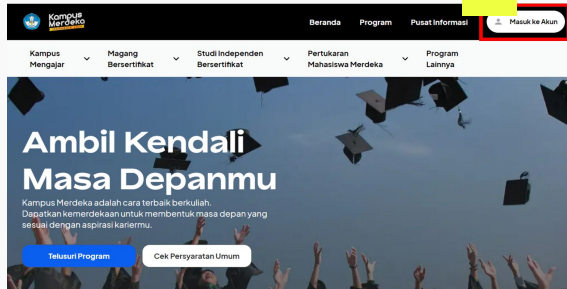 Kampus
Merdeka
Beranda Program Pusat Informasi Masuk ke Akun
Kampus
Mengajar
Magang
Bersertifikat
Studi Independen
Bersertifikat
Pertukaran
Mahasiswa Merdeka
Program
Lainnya
Ambil Kendali
Masa Depanmu
Kampus Merdeka adalah cara terbaik berkuliah.
Dapatkan kemerdekaan untuk membentuk masa depan yang
sesuai dengan aspirasi kariermu.
Telusuri Program Cek Persyaratan Umum